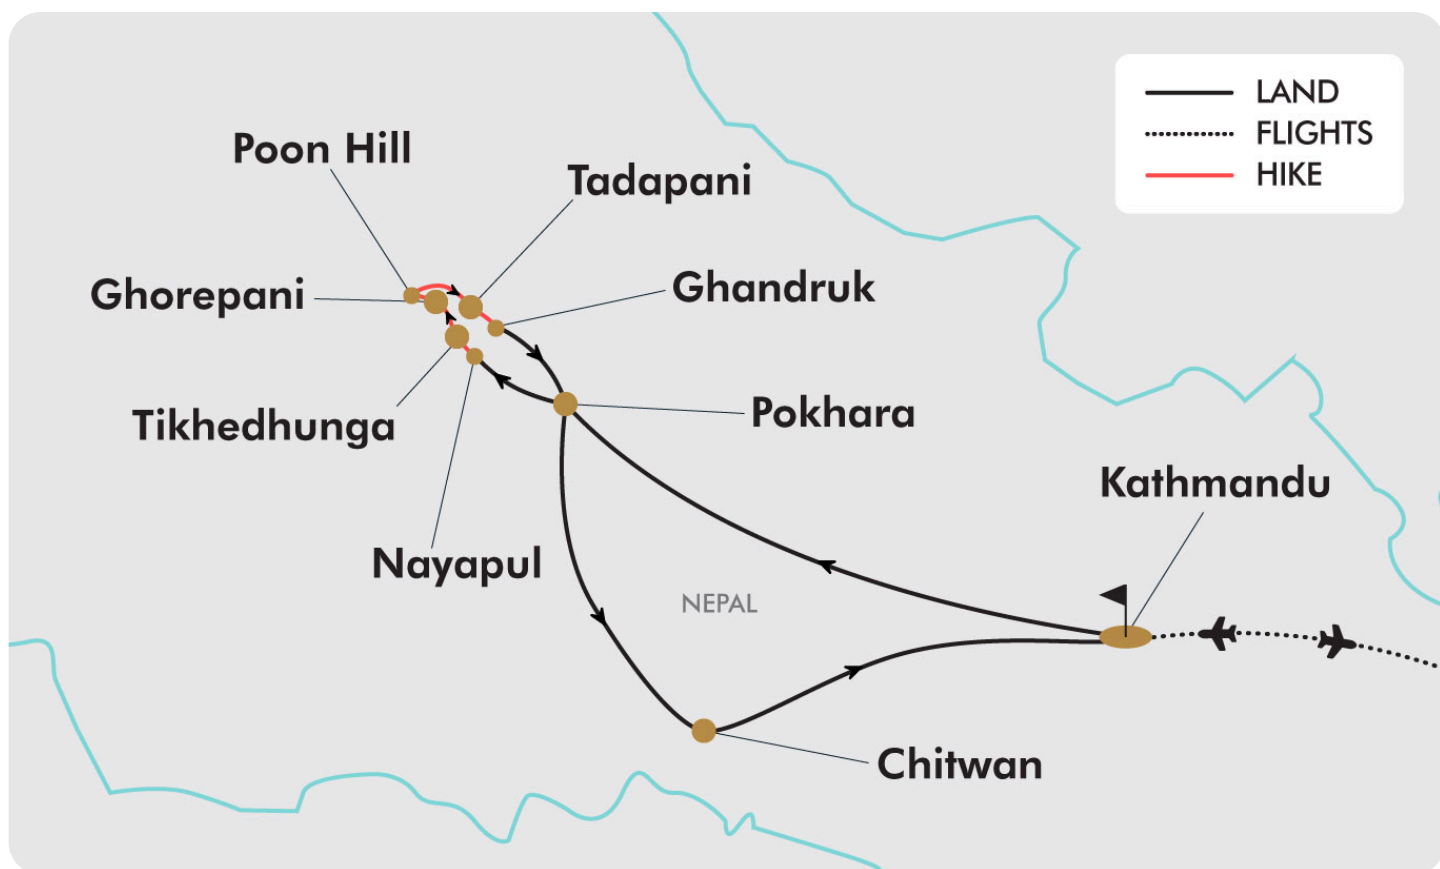 LAND
FLIGHTS
HIKE
Poon Hill
Tadapani
Ghorepani
Ghandruk
Tikhedhunga
Pokhara
Kathmandu
Nayapul
NEPAL
Chitwan